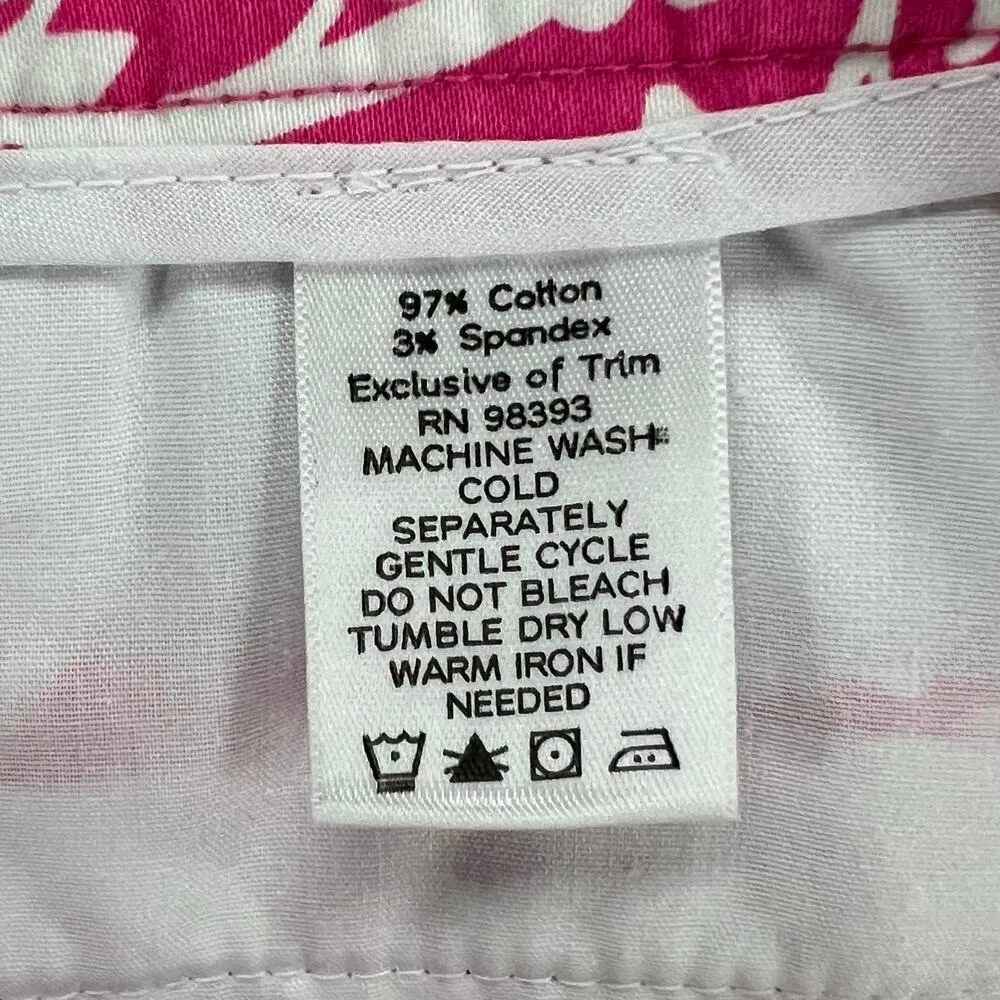 97% Cotton
3% Spandex
Exclusive of Trim
RN 98393
MACHINE WASH
COLD
SEPARATELY
GENTLE CYCLE
DO NOT BLEACH
TUMBLE DRY LOW
WARM IRON IF
NEEDED